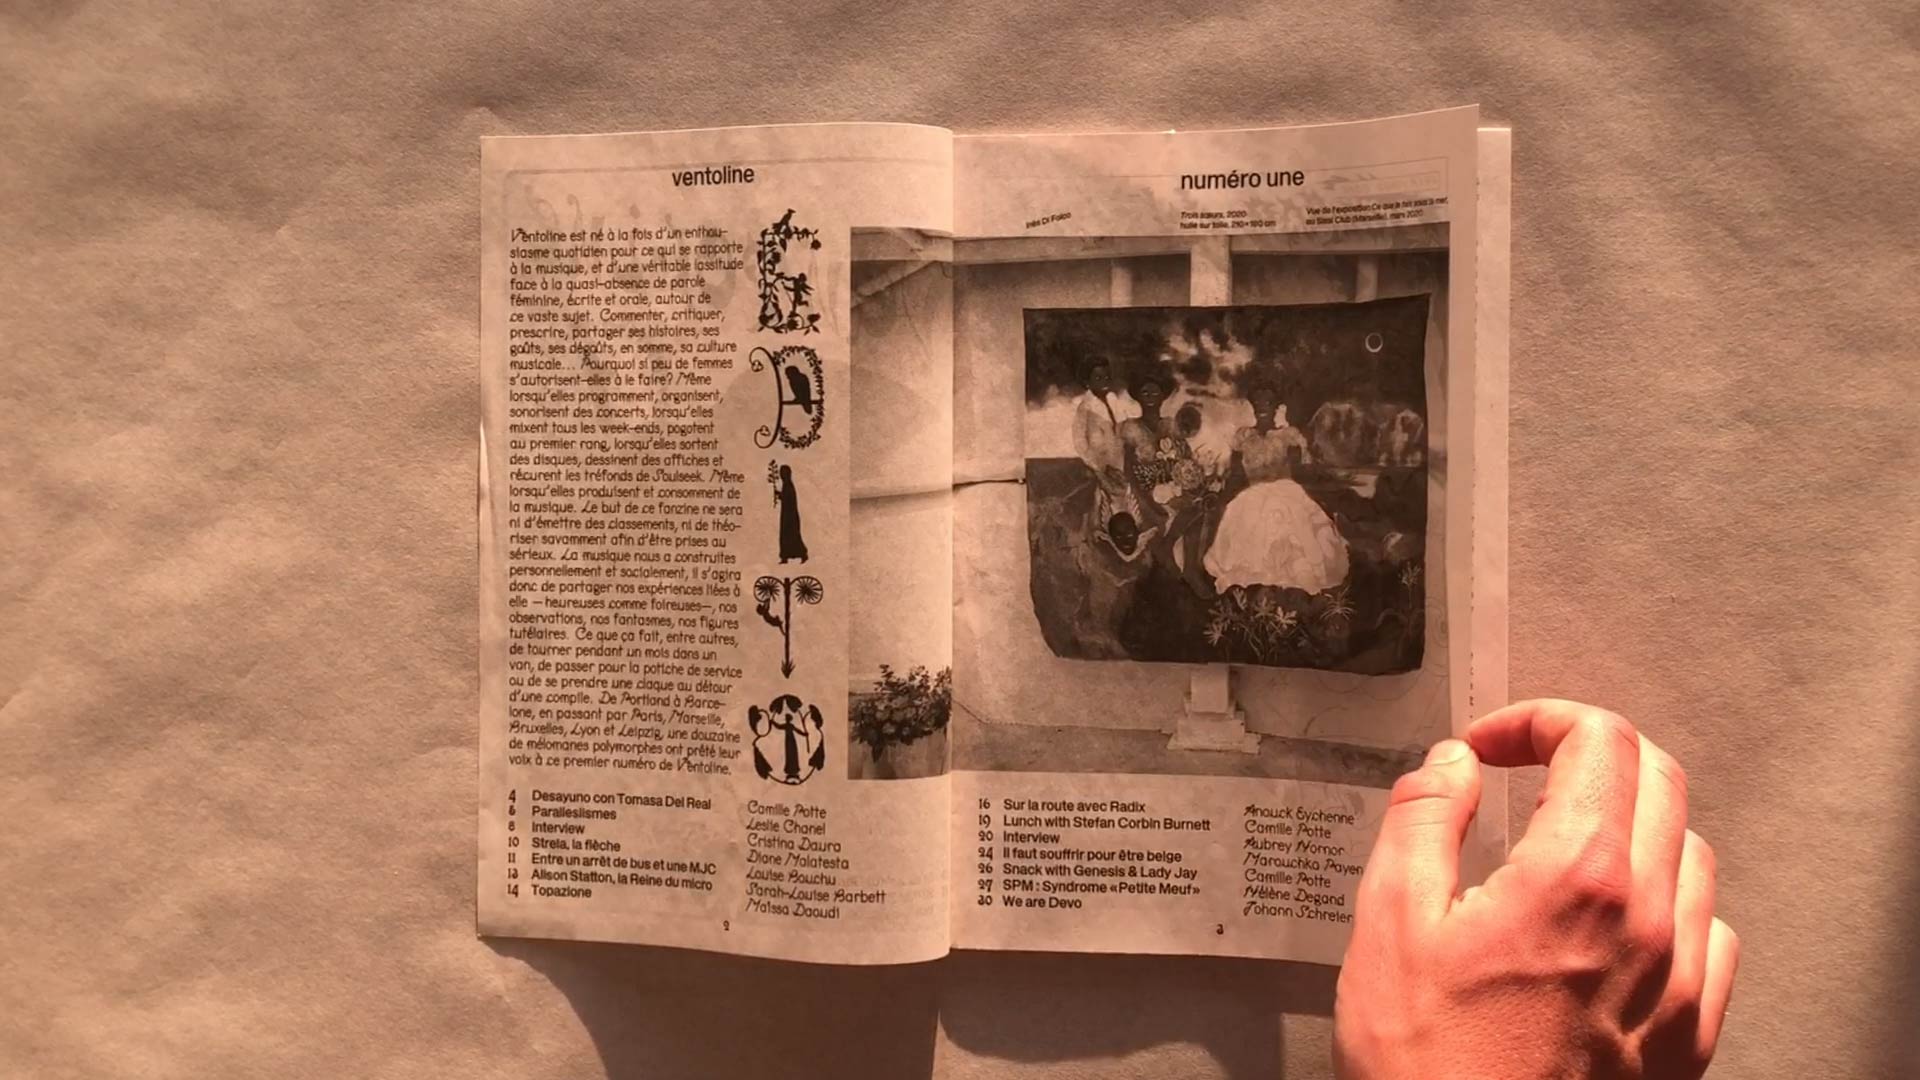 ventoline
Ventoline est né à la fois d'un enthou-
siasme quotidien pour ce qui se rapporte
à la musique, et d'une véritable lassitude
face à la quasi-absence de parole
féminine, écrite et orale, autour de
ce vaste sujet. Commenter, critiquer,
prescrire, partager ses histoires, ses
goûts, ses dégoûts, en somme, sa culture
musicale... Pourquoi si peu de femmes
s'autorisent-elles à le faire? Même
lorsqu'elles programment, organisent,
sonorisent des concerts, lorsqu'elles
mixent tous les week-ends, pogotent
au premier rang, lorsqu'elles sortent
des disques, dessinent des affiches et
récurent les tréfonds de Soulseek. Même
lorsqu'elles produisent et consomment de
la musique. Le but de ce fanzine ne sera
ni d'émettre des classements, ni de théo-
riser savamment afin d'être prises au
sérieux. La musique nous a construites
personnellement et socialement, il s'agira
donc de partager nos expériences liées à
elle — heureuses comme foireuses—, nos
observations, nos fantasmes, nos figures
tutélaires. Ce que ça fait, entre autres,
de tourner pendant un mois dans un
van, de passer pour la potiche de service
ou de se prendre une claque au détour
d'une compile. De Portland à Barce-
lone, en passant par Paris, Marseille,
Bruxelles, Lyon et Leipzig, une douzaine
de mélomanes polymorphes ont prêté leur
voix à ce premier numéro de Ventoline.
E
D
I
T
O
4 Desayuno con Tomasa Del Real Camille Potte
6 Paralleslismes Leslie Chanel
8 Interview Cristina Daura
10 Strela, la flèche Diane Malatesta
11 Entre un arrêt de bus et une MJC Louise Bouchu
13 Alison Statton, la Reine du micro Sarah-Louise Barbett
14 Topazione Maïssa Daoudi
2
numéro une
Inès Di Folco
Trois sœurs, 2020
huile sur toile, 210×180 cm
Vue de l'exposition Ce que je fais sous la mer,
au Sissi Club (Marseille), mars 2020
16 Sur la route avec Radix Anouck Eychenne
19 Lunch with Stefan Corbin Burnett Camille Potte
20 Interview Aubrey Nomor
24 Il faut souffrir pour être belge Marouchka Payen
26 Snack with Genesis & Lady Jay Camille Potte
27 SPM : Syndrome «Petite Meuf» Hélène Degand
30 We are Devo Johann Schreier
3